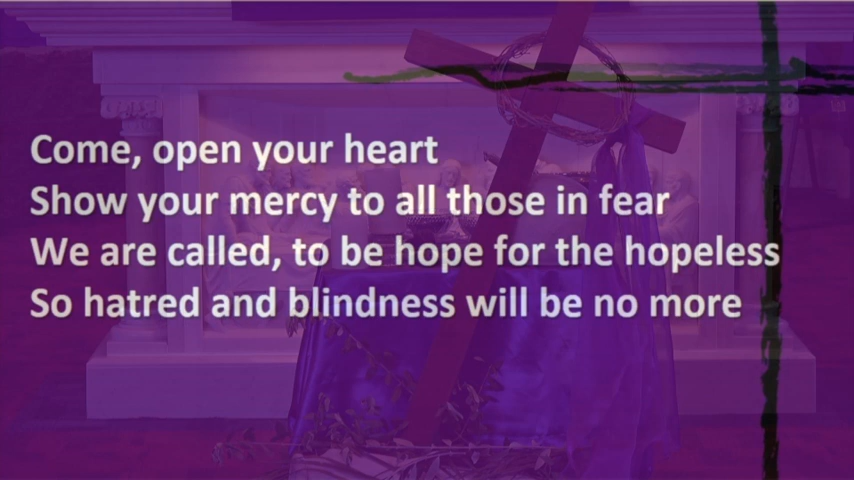 Come, open your heart
Show your mercy to all those in fear
We are called, to be hope for the hopeless
So hatred and blindness will be no more